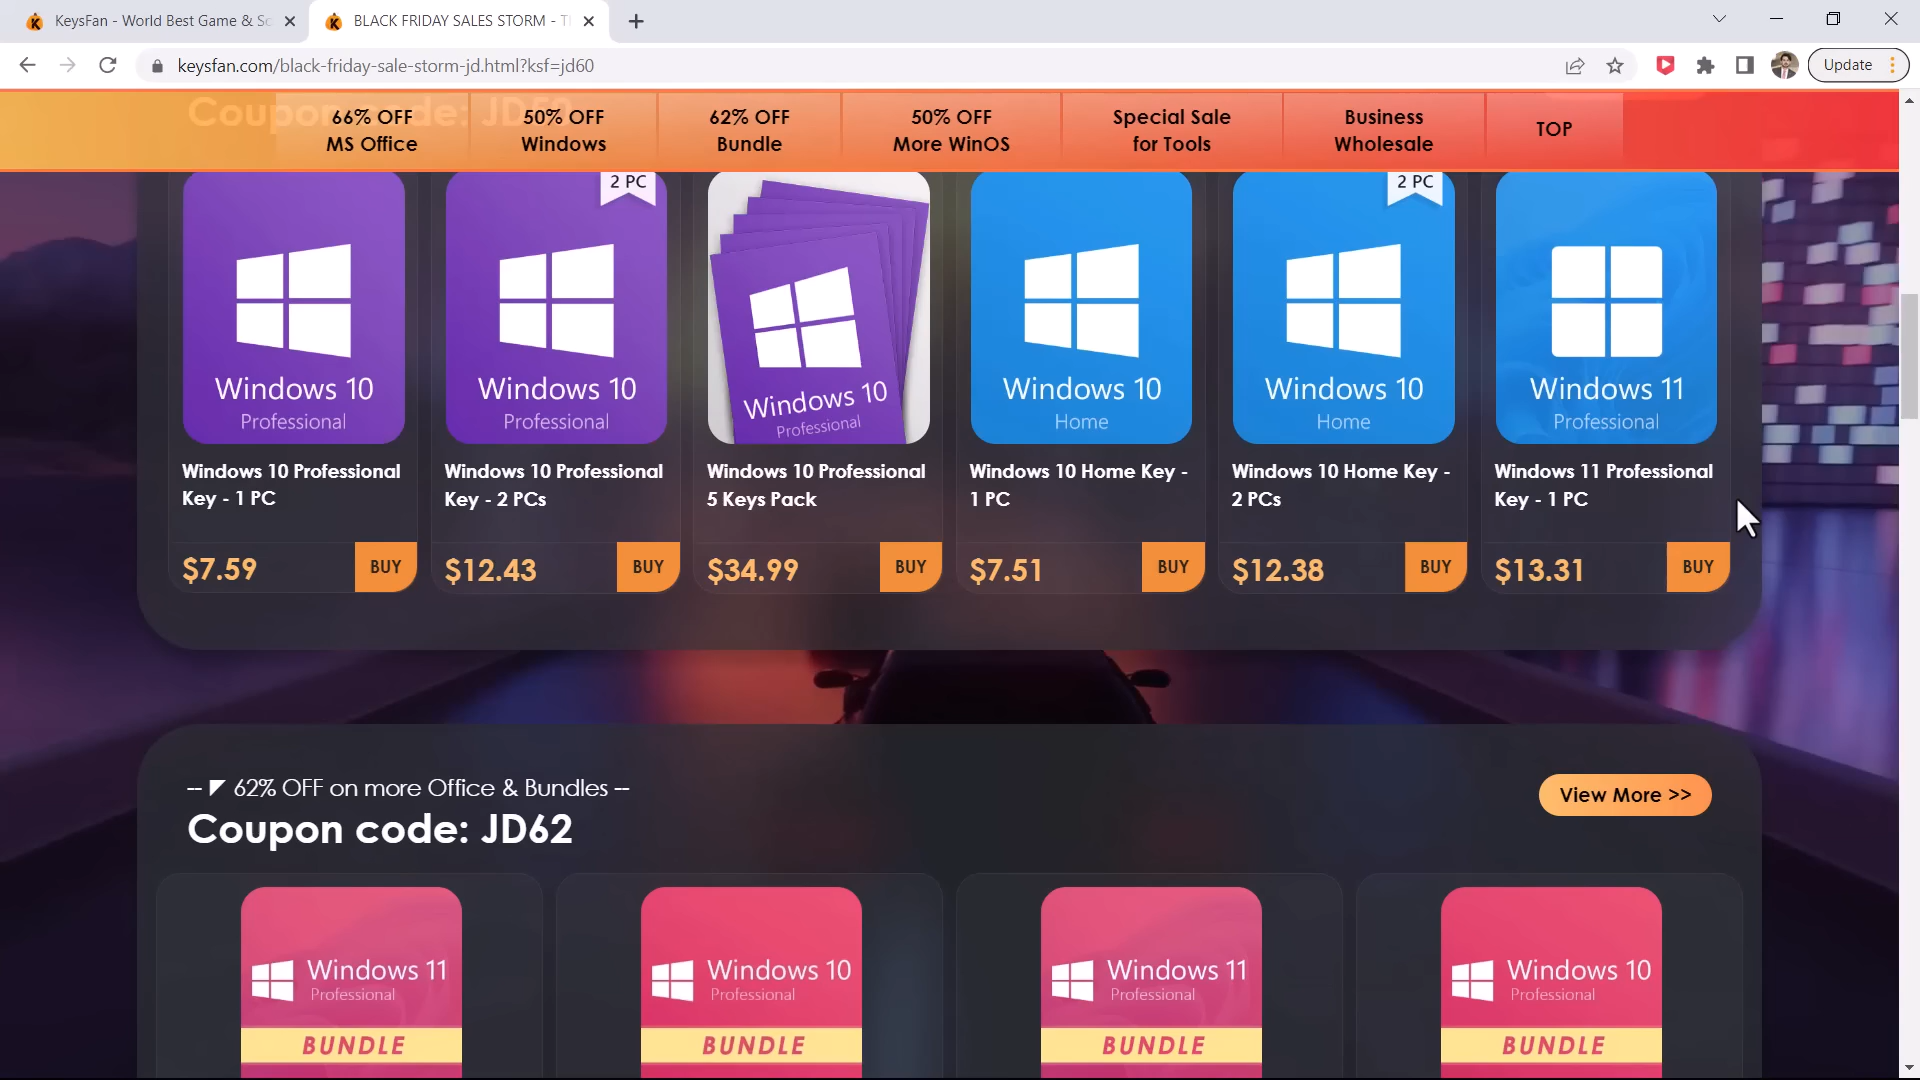 KeysFan - World Best Game & So
BLACK FRIDAY SALES STORM - T
keysfan.com/black-friday-sale-storm-jd.html?ksf=jd60
Update
66% OFF
MS Office
50% OFF
Windows
62% OFF
Bundle
50% OFF
More WinOS
Special Sale
for Tools
Business
Wholesale
TOP
Windows 10
Professional
2 PC
Windows 10
Professional
Windows 10
Professional
Windows 10
Home
2 PC
Windows 10
Home
Windows 11
Professional
Windows 10 Professional
Key - 1 PC
Windows 10 Professional
Key - 2 PCs
Windows 10 Professional
5 Keys Pack
Windows 10 Home Key -
1 PC
Windows 10 Home Key -
2 PCs
Windows 11 Professional
Key - 1 PC
$7.59 BUY
$12.43 BUY
$34.99 BUY
$7.51 BUY
$12.38 BUY
$13.31 BUY
-- ◤ 62% OFF on more Office & Bundles --
Coupon code: JD62
View More >>
Windows 11
Professional
BUNDLE
Windows 10
Professional
BUNDLE
Windows 11
Professional
BUNDLE
Windows 10
Professional
BUNDLE